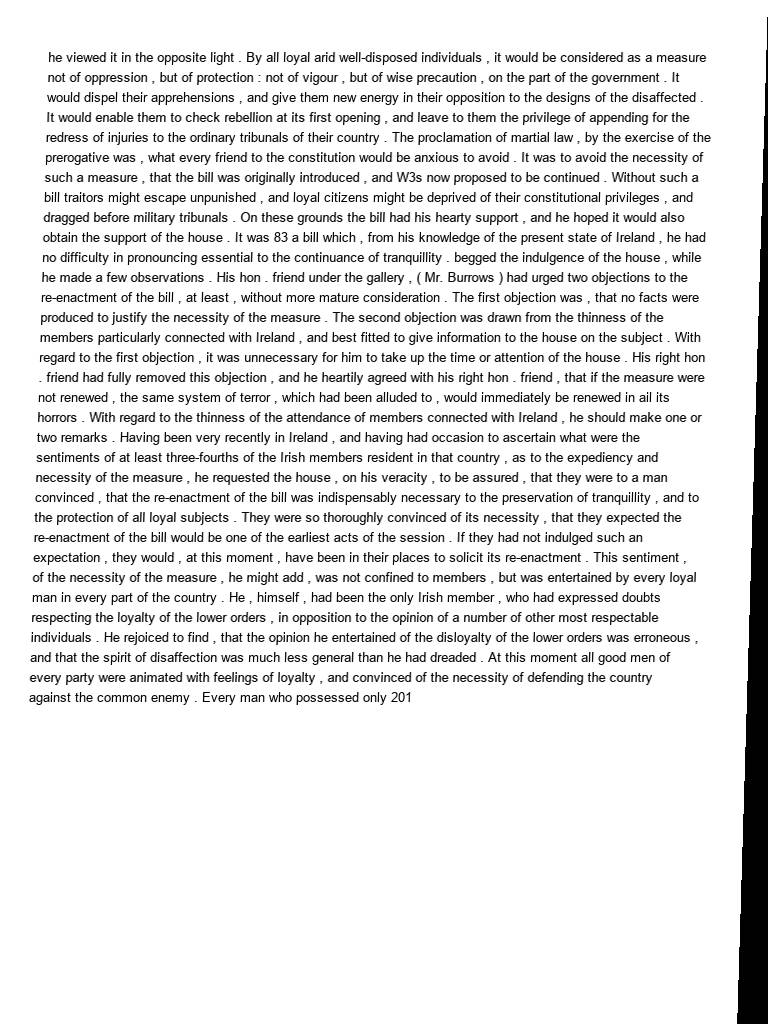 he viewed it in the opposite light . By all loyal arid well-disposed individuals , it would be considered as a measure
not of oppression , but of protection : not of vigour , but of wise precaution , on the part of the government . It
would dispel their apprehensions , and give them new energy in their opposition to the designs of the disaffected .
It would enable them to check rebellion at its first opening , and leave to them the privilege of appending for the
redress of injuries to the ordinary tribunals of their country . The proclamation of martial law , by the exercise of the
prerogative was , what every friend to the constitution would be anxious to avoid . It was to avoid the necessity of
such a measure , that the bill was originally introduced , and W3s now proposed to be continued . Without such a
bill traitors might escape unpunished , and loyal citizens might be deprived of their constitutional privileges , and
dragged before military tribunals . On these grounds the bill had his hearty support , and he hoped it would also
obtain the support of the house . It was 83 a bill which , from his knowledge of the present state of Ireland , he had
no difficulty in pronouncing essential to the continuance of tranquillity . begged the indulgence of the house , while
he made a few observations . His hon . friend under the gallery , ( Mr. Burrows ) had urged two objections to the
re-enactment of the bill , at least , without more mature consideration . The first objection was , that no facts were
produced to justify the necessity of the measure . The second objection was drawn from the thinness of the
members particularly connected with Ireland , and best fitted to give information to the house on the subject . With
regard to the first objection , it was unnecessary for him to take up the time or attention of the house . His right hon
. friend had fully removed this objection , and he heartily agreed with his right hon . friend , that if the measure were
not renewed , the same system of terror , which had been alluded to , would immediately be renewed in ail its
horrors . With regard to the thinness of the attendance of members connected with Ireland , he should make one or
two remarks . Having been very recently in Ireland , and having had occasion to ascertain what were the
sentiments of at least three-fourths of the Irish members resident in that country , as to the expediency and
necessity of the measure , he requested the house , on his veracity , to be assured , that they were to a man
convinced , that the re-enactment of the bill was indispensably necessary to the preservation of tranquillity , and to
the protection of all loyal subjects . They were so thoroughly convinced of its necessity , that they expected the
re-enactment of the bill would be one of the earliest acts of the session . If they had not indulged such an
expectation , they would , at this moment , have been in their places to solicit its re-enactment . This sentiment ,
of the necessity of the measure , he might add , was not confined to members , but was entertained by every loyal
man in every part of the country . He , himself , had been the only Irish member , who had expressed doubts
respecting the loyalty of the lower orders , in opposition to the opinion of a number of other most respectable
individuals . He rejoiced to find , that the opinion he entertained of the disloyalty of the lower orders was erroneous ,
and that the spirit of disaffection was much less general than he had dreaded . At this moment all good men of
every party were animated with feelings of loyalty , and convinced of the necessity of defending the country
against the common enemy . Every man who possessed only 201